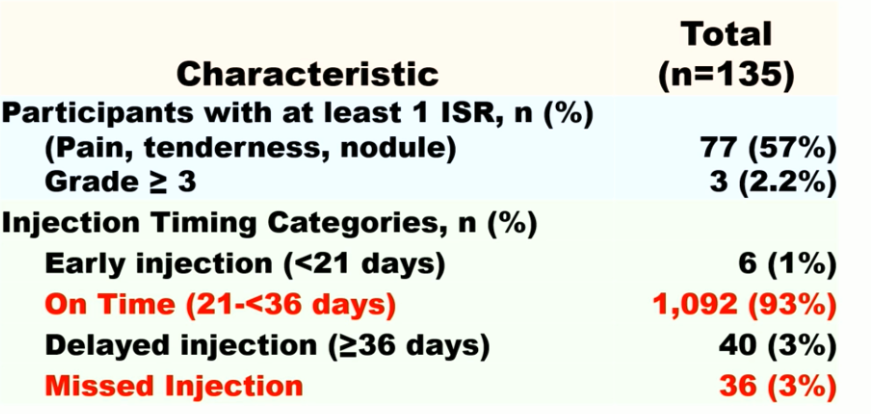 Characteristic Total (n=135)
Participants with at least 1 ISR, n (%)
(Pain, tenderness, nodule) 77 (57%)
Grade ≥ 3 3 (2.2%)
Injection Timing Categories, n (%)
Early injection (<21 days) 6 (1%)
On Time (21-<36 days) 1,092 (93%)
Delayed injection (≥36 days) 40 (3%)
Missed Injection 36 (3%)